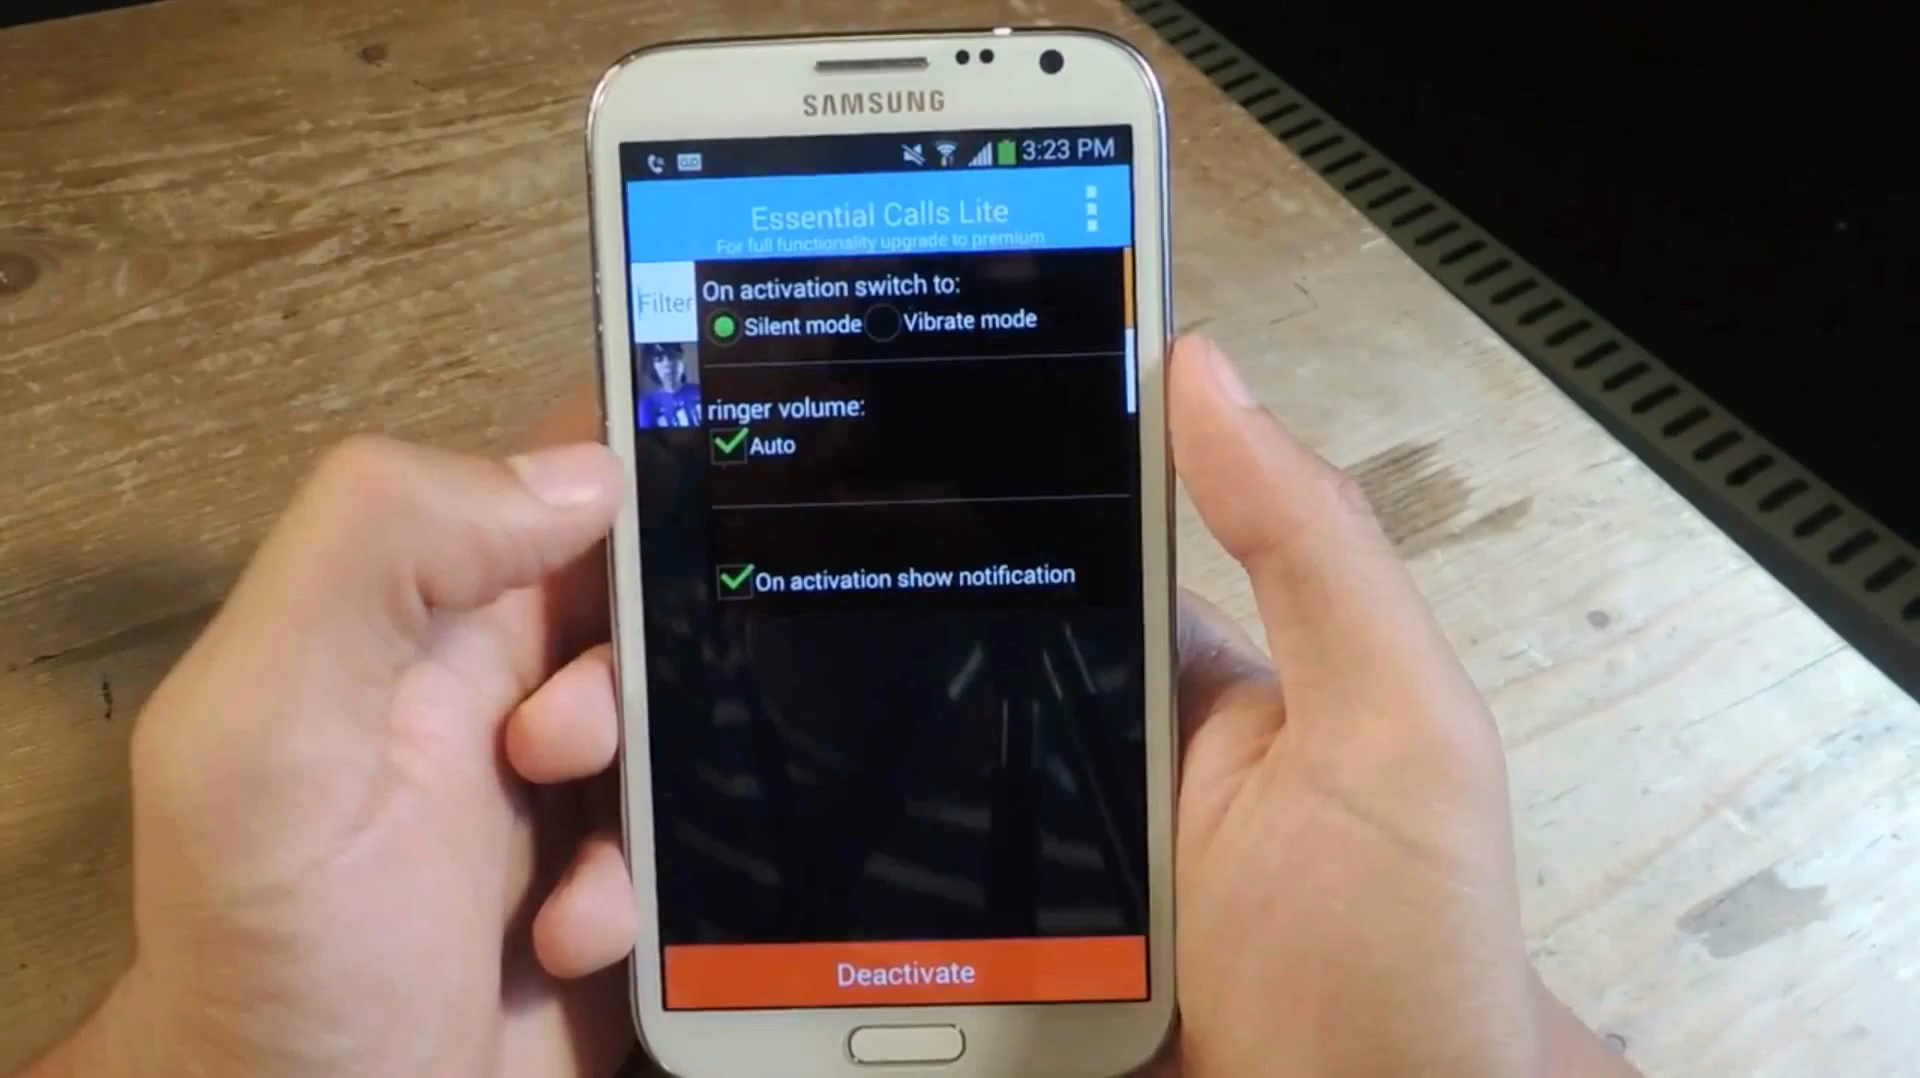 SAMSUNG
3:23 PM
Essential Calls Lite
For full functionality upgrade to premium
Filter
On activation switch to:
Silent mode Vibrate mode
ringer volume:
Auto
On activation show notification
Deactivate